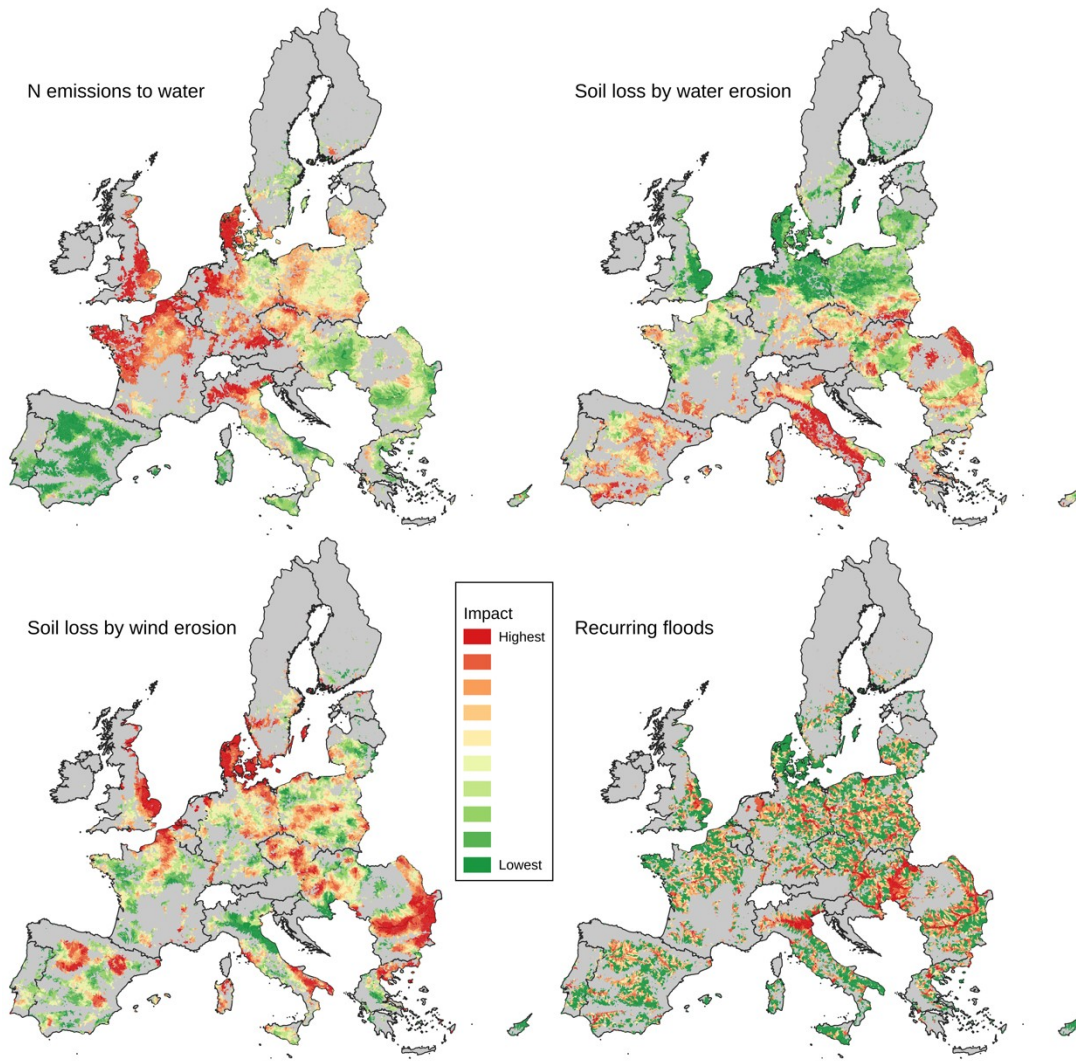 N emissions to water
Soil loss by water erosion
Soil loss by wind erosion
Impact
Highest
Lowest
Recurring floods